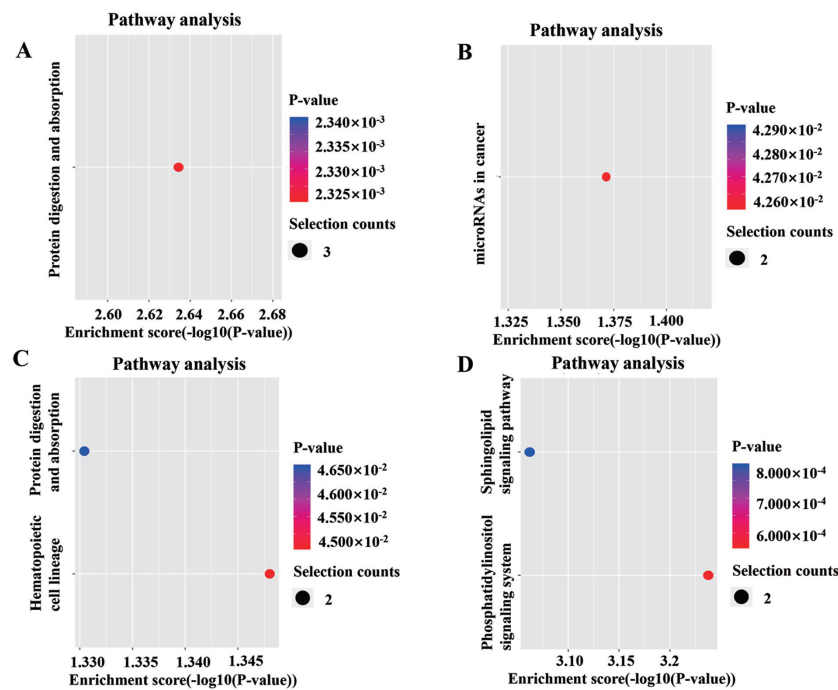 A
Pathway analysis
Protein digestion and absorption
2.60 2.62 2.64 2.66 2.68
Enrichment score(-log10(P-value))
P-value
2.340×10⁻³
2.335×10⁻³
2.330×10⁻³
2.325×10⁻³
Selection counts
3
B
Pathway analysis
microRNAs in cancer
1.325 1.350 1.375 1.400
Enrichment score(-log10(P-value))
P-value
4.290×10⁻²
4.280×10⁻²
4.270×10⁻²
4.260×10⁻²
Selection counts
2
C
Pathway analysis
Protein digestion
and absorption
Hematopoietic
cell lineage
1.330 1.335 1.340 1.345
Enrichment score(-log10(P-value))
P-value
4.650×10⁻²
4.600×10⁻²
4.550×10⁻²
4.500×10⁻²
Selection counts
2
D
Pathway analysis
Sphingolipid
signaling pathway
Phosphatidylinositol
signaling system
3.10 3.15 3.2
Enrichment score(-log10(P-value))
P-value
8.000×10⁻⁴
7.000×10⁻⁴
6.000×10⁻⁴
Selection counts
2